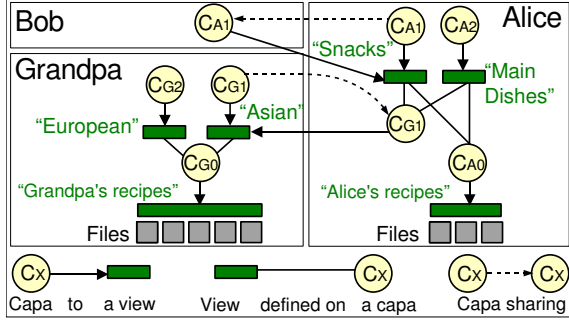 Bob
CA1
CA1
CA2
Alice
"Snacks"
"Main
Dishes"
Grandpa
CG2
CG1
"European"
"Asian"
CG1
CG0
CA0
"Grandpa's recipes"
"Alice's recipes"
Files
Files
CX
CX
CX
CX
Capa to a view
View defined on a capa
Capa sharing